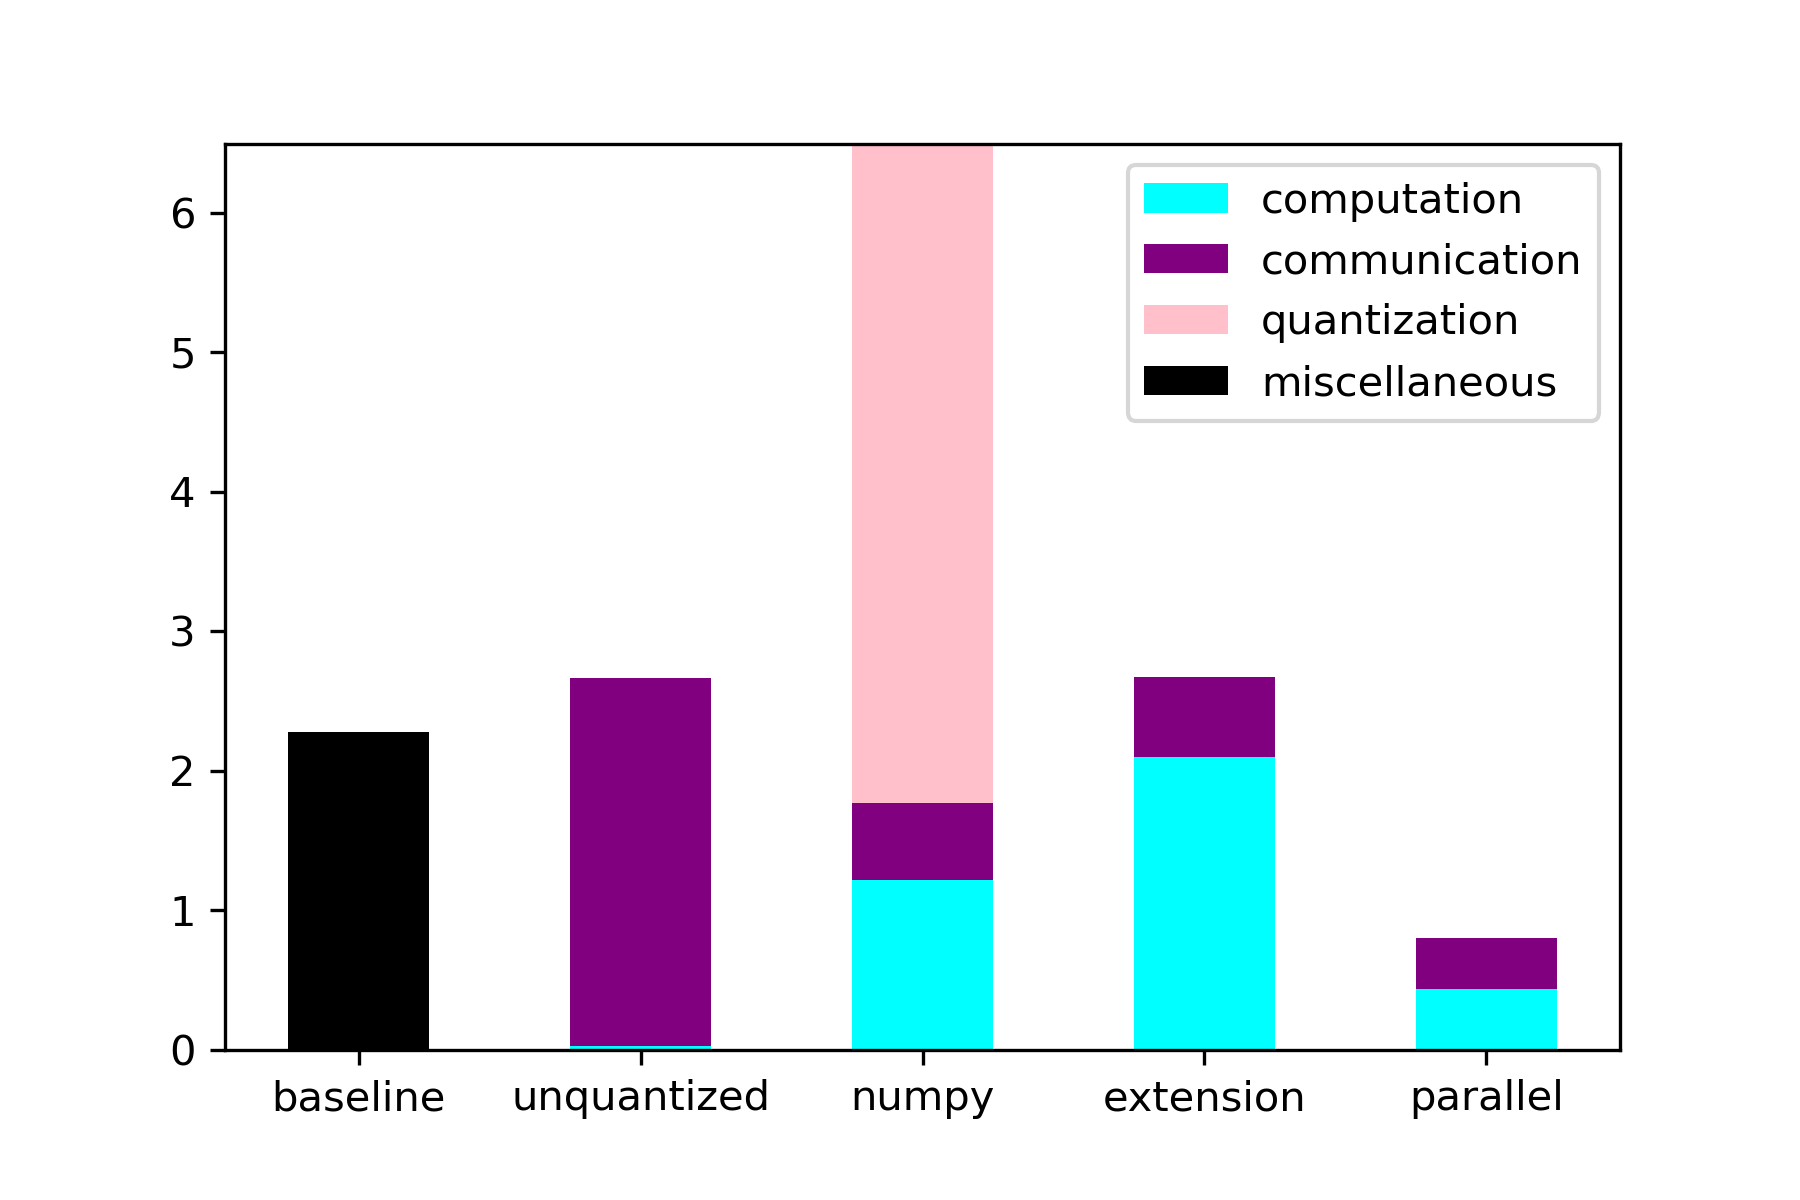 6
5
4
3
2
1
0
computation
communication
quantization
miscellaneous
baseline unquantized numpy extension parallel